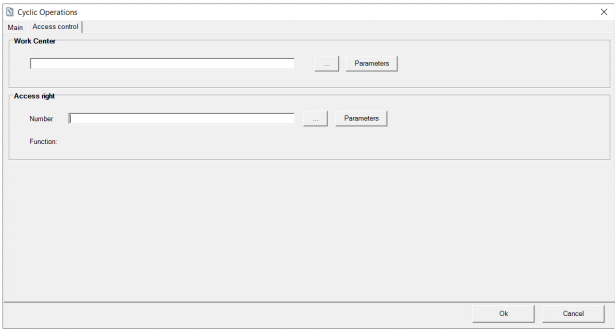 Cyclic Operations
Main Access control
Work Center
... Parameters
Access right
Number ... Parameters
Function:
Ok Cancel